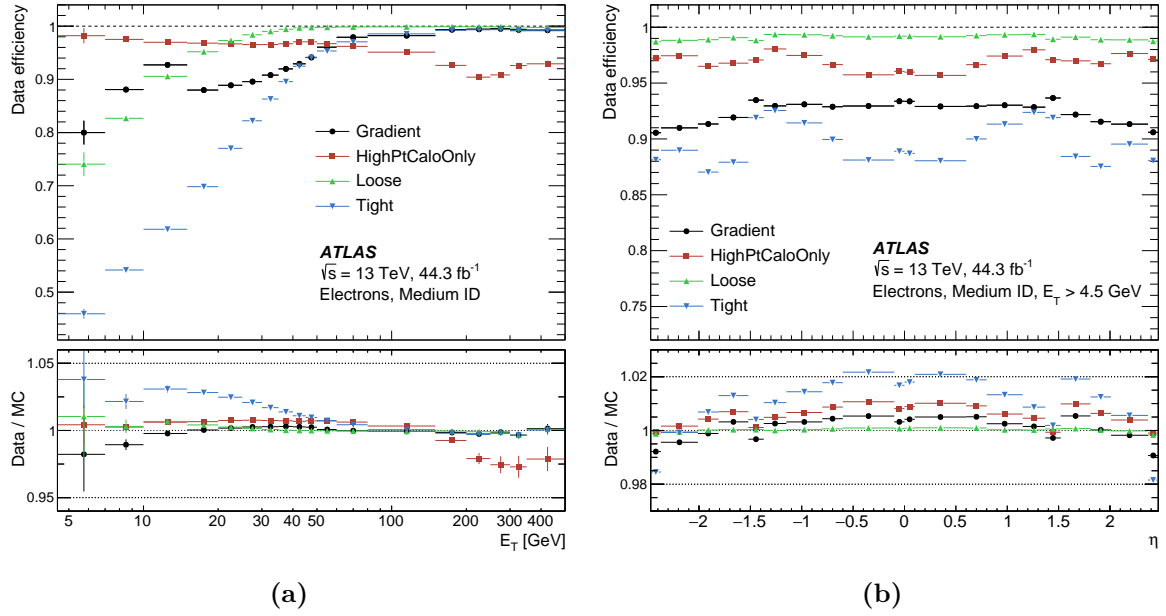 Data efficiency
1
0.9
0.8
0.7
0.6
0.5
Gradient
HighPtCaloOnly
Loose
Tight
ATLAS
√s = 13 TeV, 44.3 fb⁻¹
Electrons, Medium ID
Data / MC
1.05
1
0.95
5 6 7 10 20 30 40 50 100 200 300 400
E_T [GeV]
(a)
Data efficiency
1
0.95
0.9
0.85
0.8
0.75
Gradient
HighPtCaloOnly
Loose
Tight
ATLAS
√s = 13 TeV, 44.3 fb⁻¹
Electrons, Medium ID, E_T > 4.5 GeV
Data / MC
1.02
1
0.98
−2 −1.5 −1 −0.5 0 0.5 1 1.5 2
η
(b)